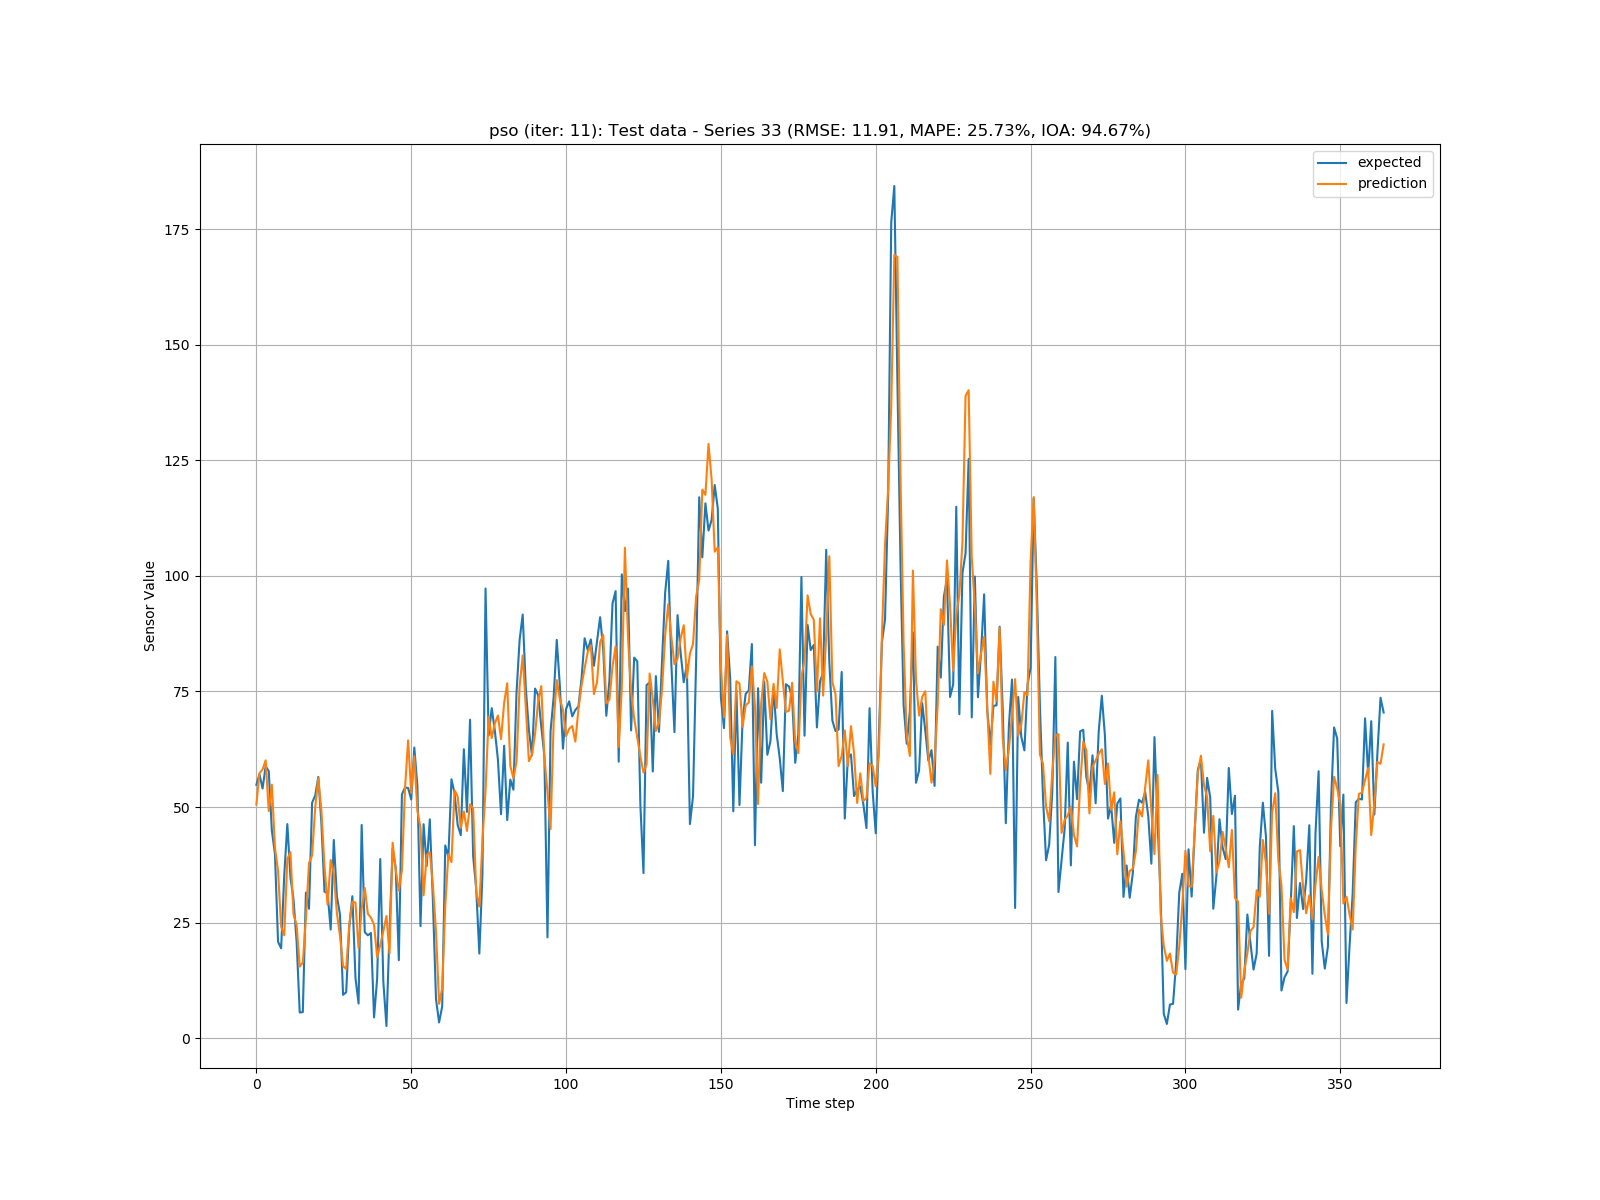 pso (iter: 11): Test data - Series 33 (RMSE: 11.91, MAPE: 25.73%, IOA: 94.67%)
expected
prediction
175
150
125
100
75
50
25
0
Sensor Value
0 50 100 150 200 250 300 350
Time step